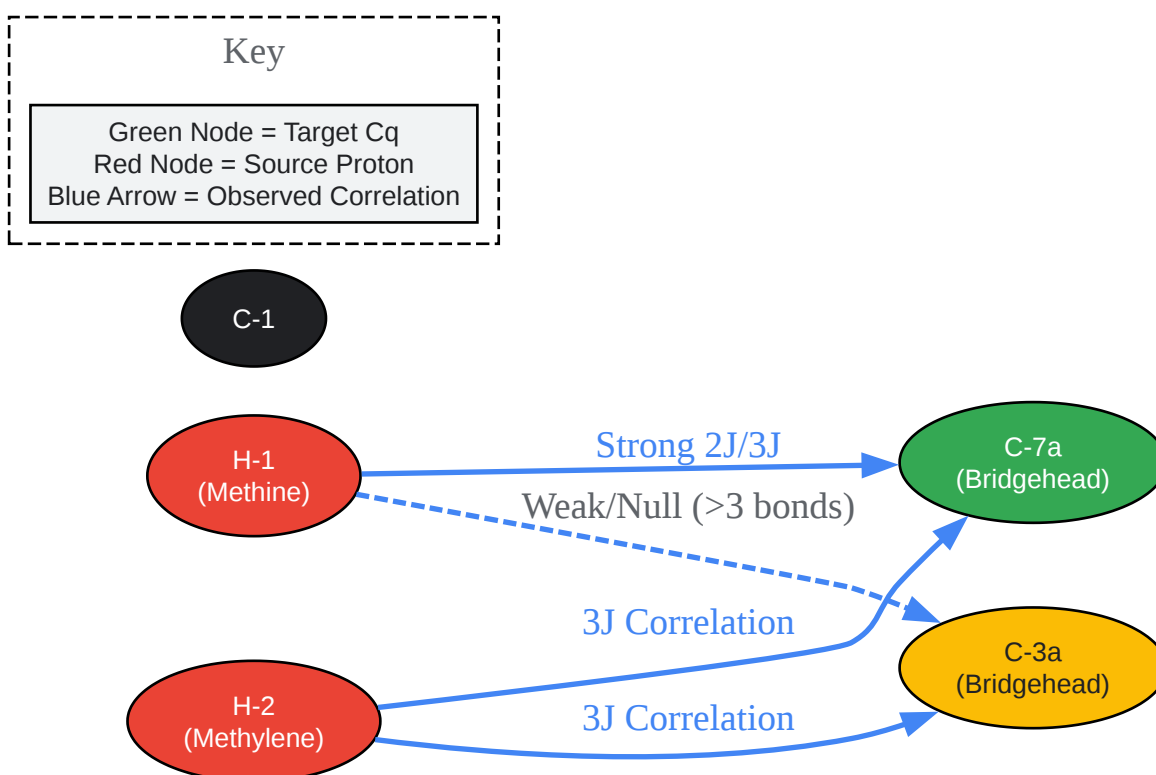 Key
Green Node = Target Cq
Red Node = Source Proton
Blue Arrow = Observed Correlation
C-1
H-1
(Methine)
Strong 2J/3J
Weak/Null (>3 bonds)
C-7a
(Bridgehead)
3J Correlation
C-3a
(Bridgehead)
H-2
(Methylene)
3J Correlation